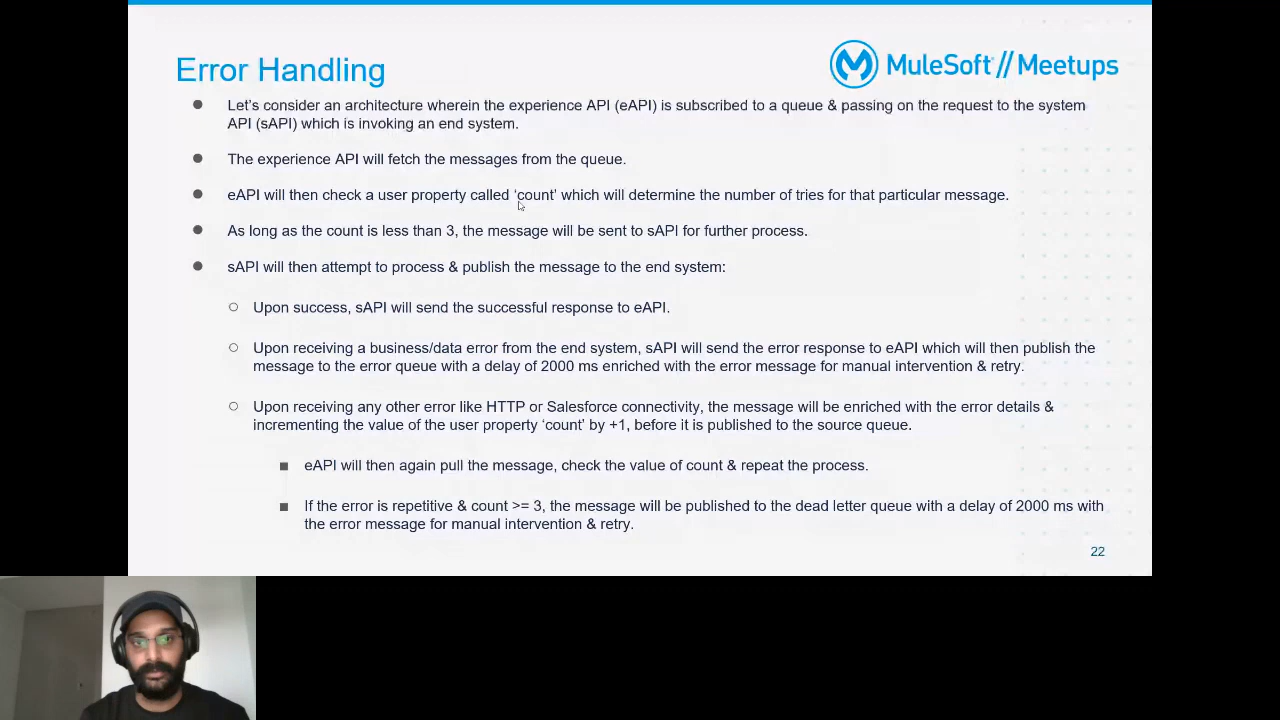 Error Handling
MuleSoft // Meetups
Let's consider an architecture wherein the experience API (eAPI) is subscribed to a queue & passing on the request to the system
API (sAPI) which is invoking an end system.
The experience API will fetch the messages from the queue.
eAPI will then check a user property called ‘count’ which will determine the number of tries for that particular message.
As long as the count is less than 3, the message will be sent to sAPI for further process.
sAPI will then attempt to process & publish the message to the end system:
Upon success, sAPI will send the successful response to eAPI.
Upon receiving a business/data error from the end system, sAPI will send the error response to eAPI which will then publish the
message to the error queue with a delay of 2000 ms enriched with the error message for manual intervention & retry.
Upon receiving any other error like HTTP or Salesforce connectivity, the message will be enriched with the error details &
incrementing the value of the user property ‘count’ by +1, before it is published to the source queue.
eAPI will then again pull the message, check the value of count & repeat the process.
If the error is repetitive & count >= 3, the message will be published to the dead letter queue with a delay of 2000 ms with
the error message for manual intervention & retry.
22